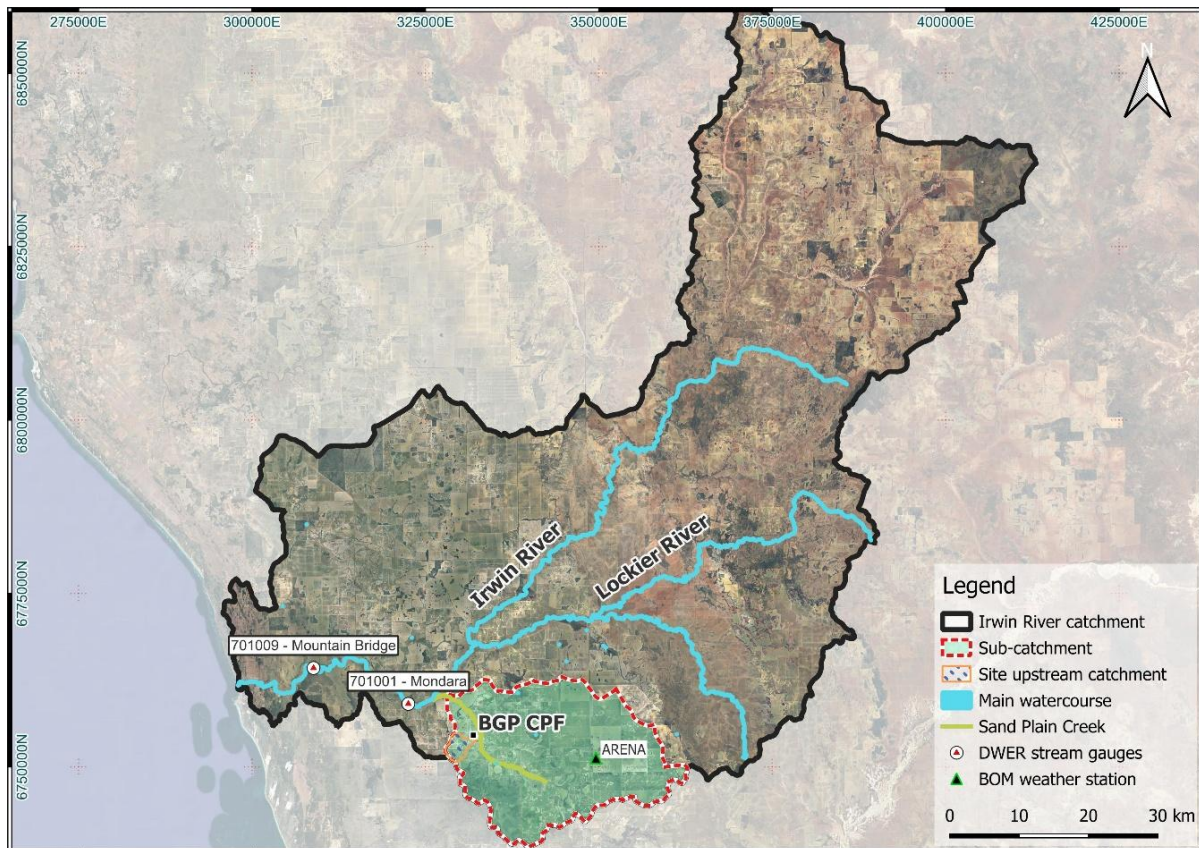 275000E
300000E
325000E
350000E
375000E
400000E
425000E
N
6850000N
6825000N
6800000N
6775000N
6750000N
Irwin River
Lockier River
701009 - Mountain Bridge
701001 - Mondara
BGP CPF
ARENA
Legend
Irwin River catchment
Sub-catchment
Site upstream catchment
Main watercourse
Sand Plain Creek
DWER stream gauges
BOM weather station
0 10 20 30 km